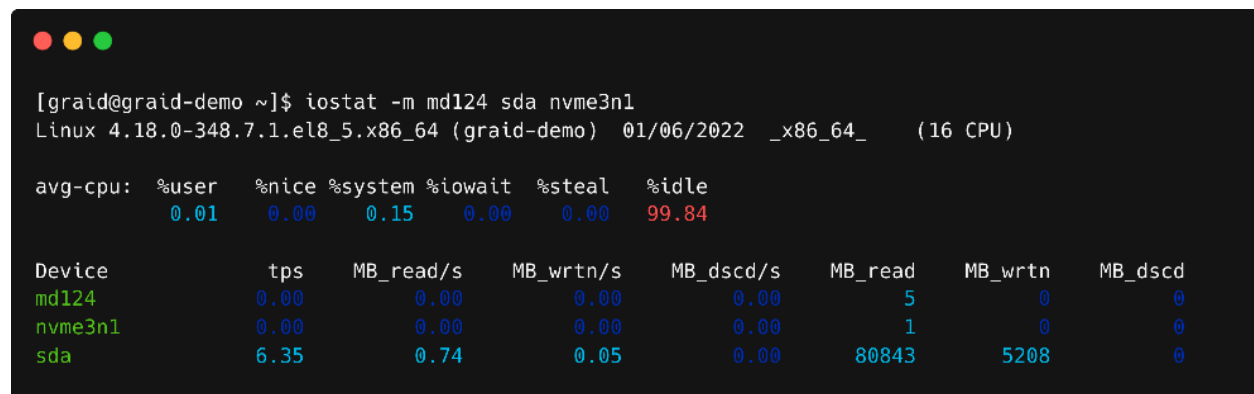 [graid@graid-demo ~]$ iostat -m md124 sda nvme3n1
Linux 4.18.0-348.7.1.el8_5.x86_64 (graid-demo)  01/06/2022  _x86_64_    (16 CPU)
avg-cpu:  %user   %nice %system %iowait  %steal   %idle
0.01    0.00    0.15    0.00    0.00   99.84
Device             tps    MB_read/s    MB_wrtn/s    MB_dscd/s    MB_read    MB_wrtn    MB_dscd
md124             0.00         0.00         0.00         0.00          5          0          0
nvme3n1           0.00         0.00         0.00         0.00          1          0          0
sda               6.35         0.74         0.05         0.00      80843       5208          0